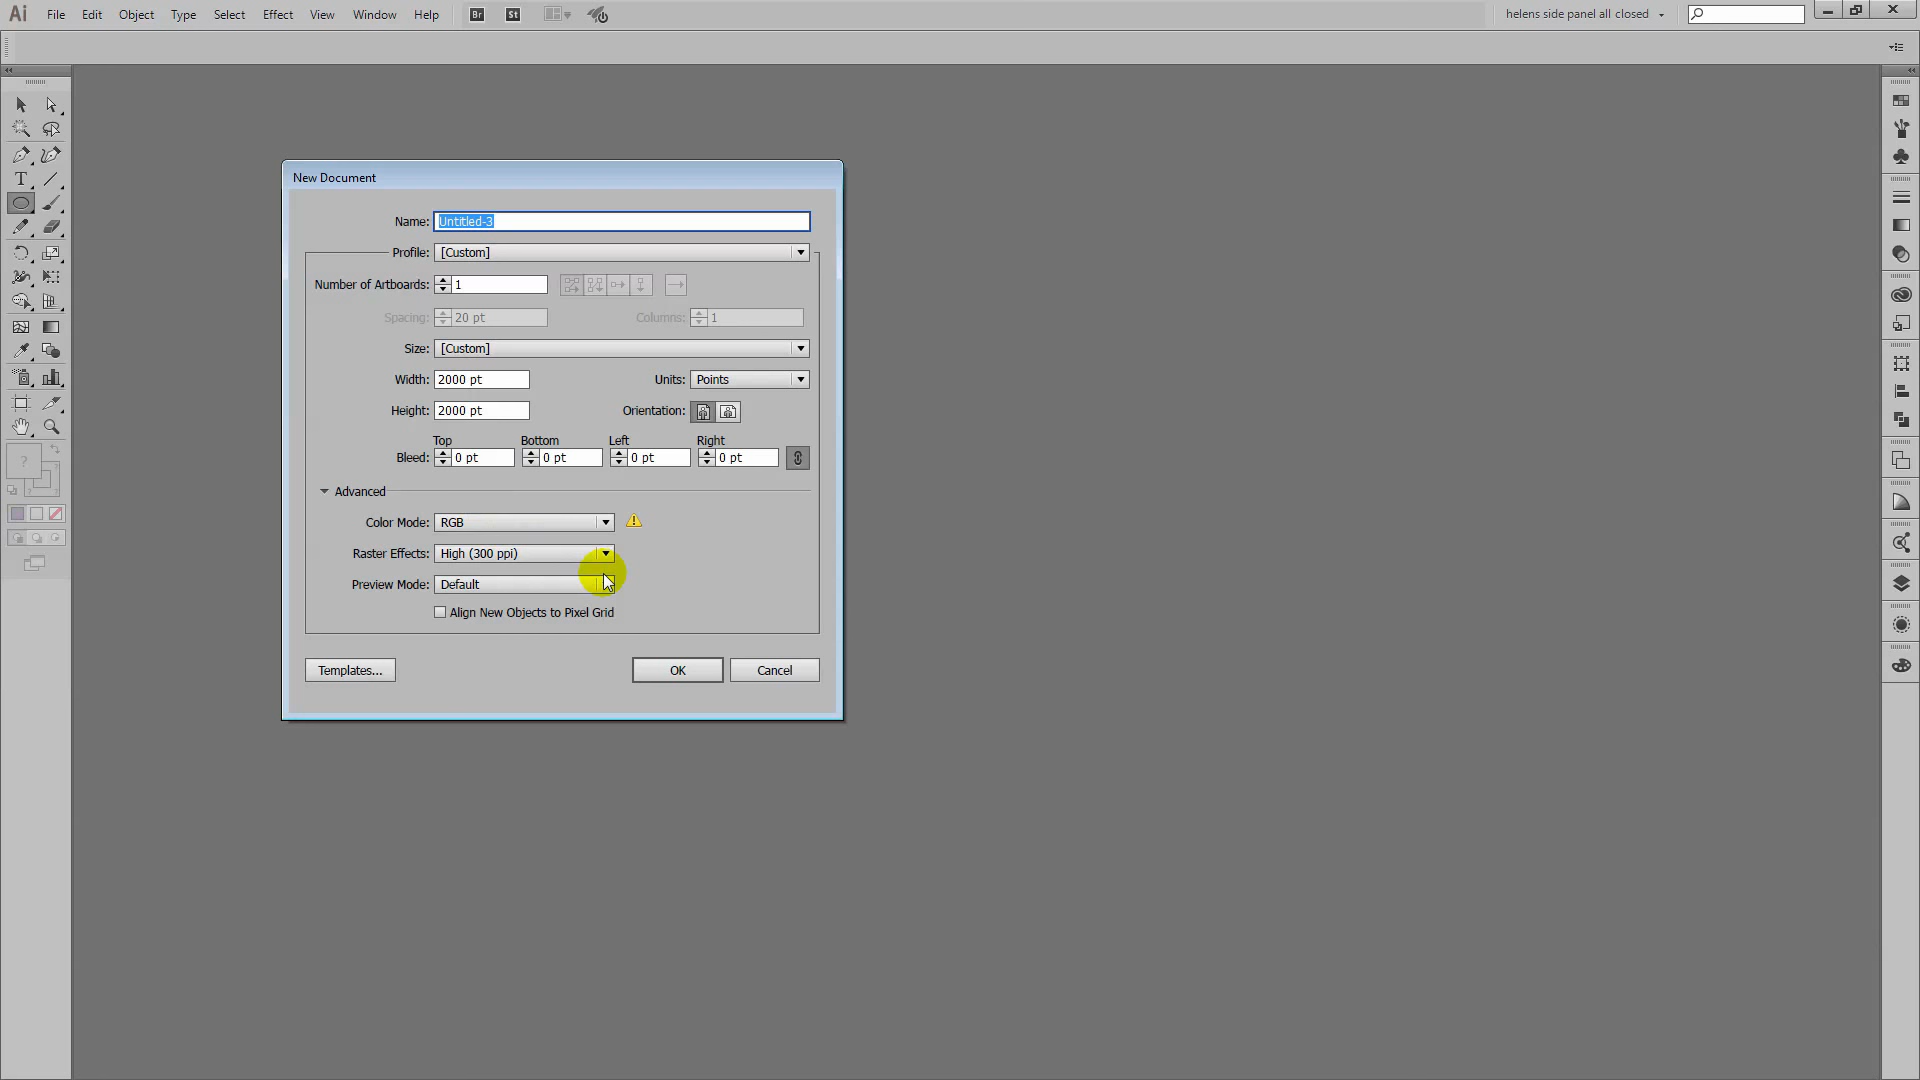 Ai File Edit Object Type Select Effect View Window Help Br St helens side panel all closed
New Document
Name: Untitled-3
Profile: [Custom]
Number of Artboards: 1
Spacing: 20 pt Columns: 1
Size: [Custom]
Width: 2000 pt Units: Points
Height: 2000 pt Orientation:
Top Bottom Left Right
Bleed: 0 pt 0 pt 0 pt 0 pt
Advanced
Color Mode: RGB
Raster Effects: High (300 ppi)
Preview Mode: Default
Align New Objects to Pixel Grid
Templates... OK Cancel